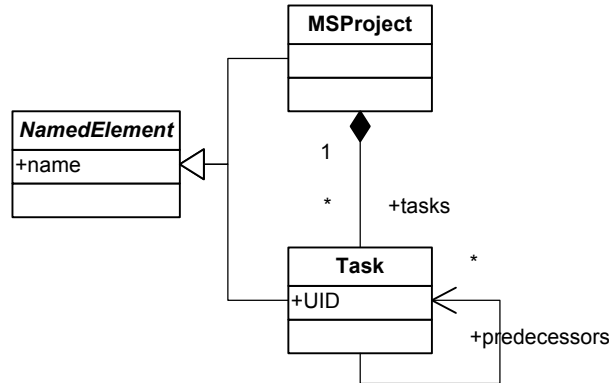 MSProject
NamedElement
+name
1
*
+tasks
Task
+UID
*
+predecessors